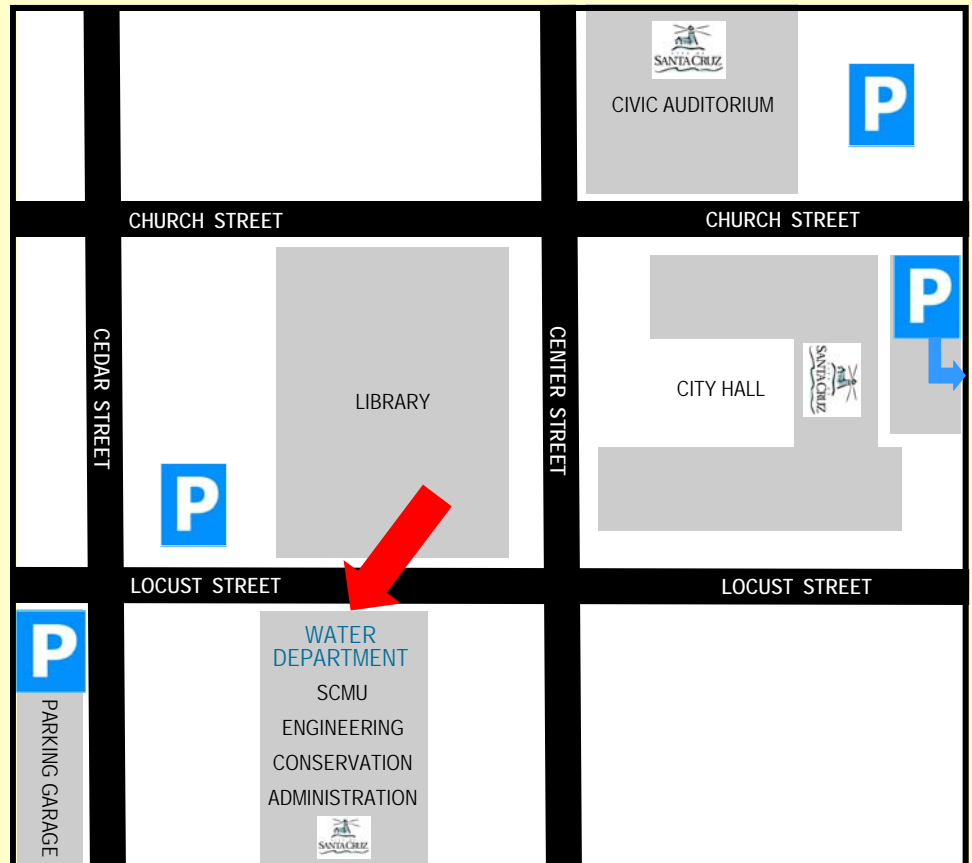 SANTA CRUZ
CIVIC AUDITORIUM
P
CHURCH STREET
CHURCH STREET
P
CEDAR STREET
CENTER STREET
LIBRARY
CITY HALL
SANTA CRUZ
P
LOCUST STREET
LOCUST STREET
P
PARKING GARAGE
WATER
DEPARTMENT
SCMU
ENGINEERING
CONSERVATION
ADMINISTRATION
SANTA CRUZ